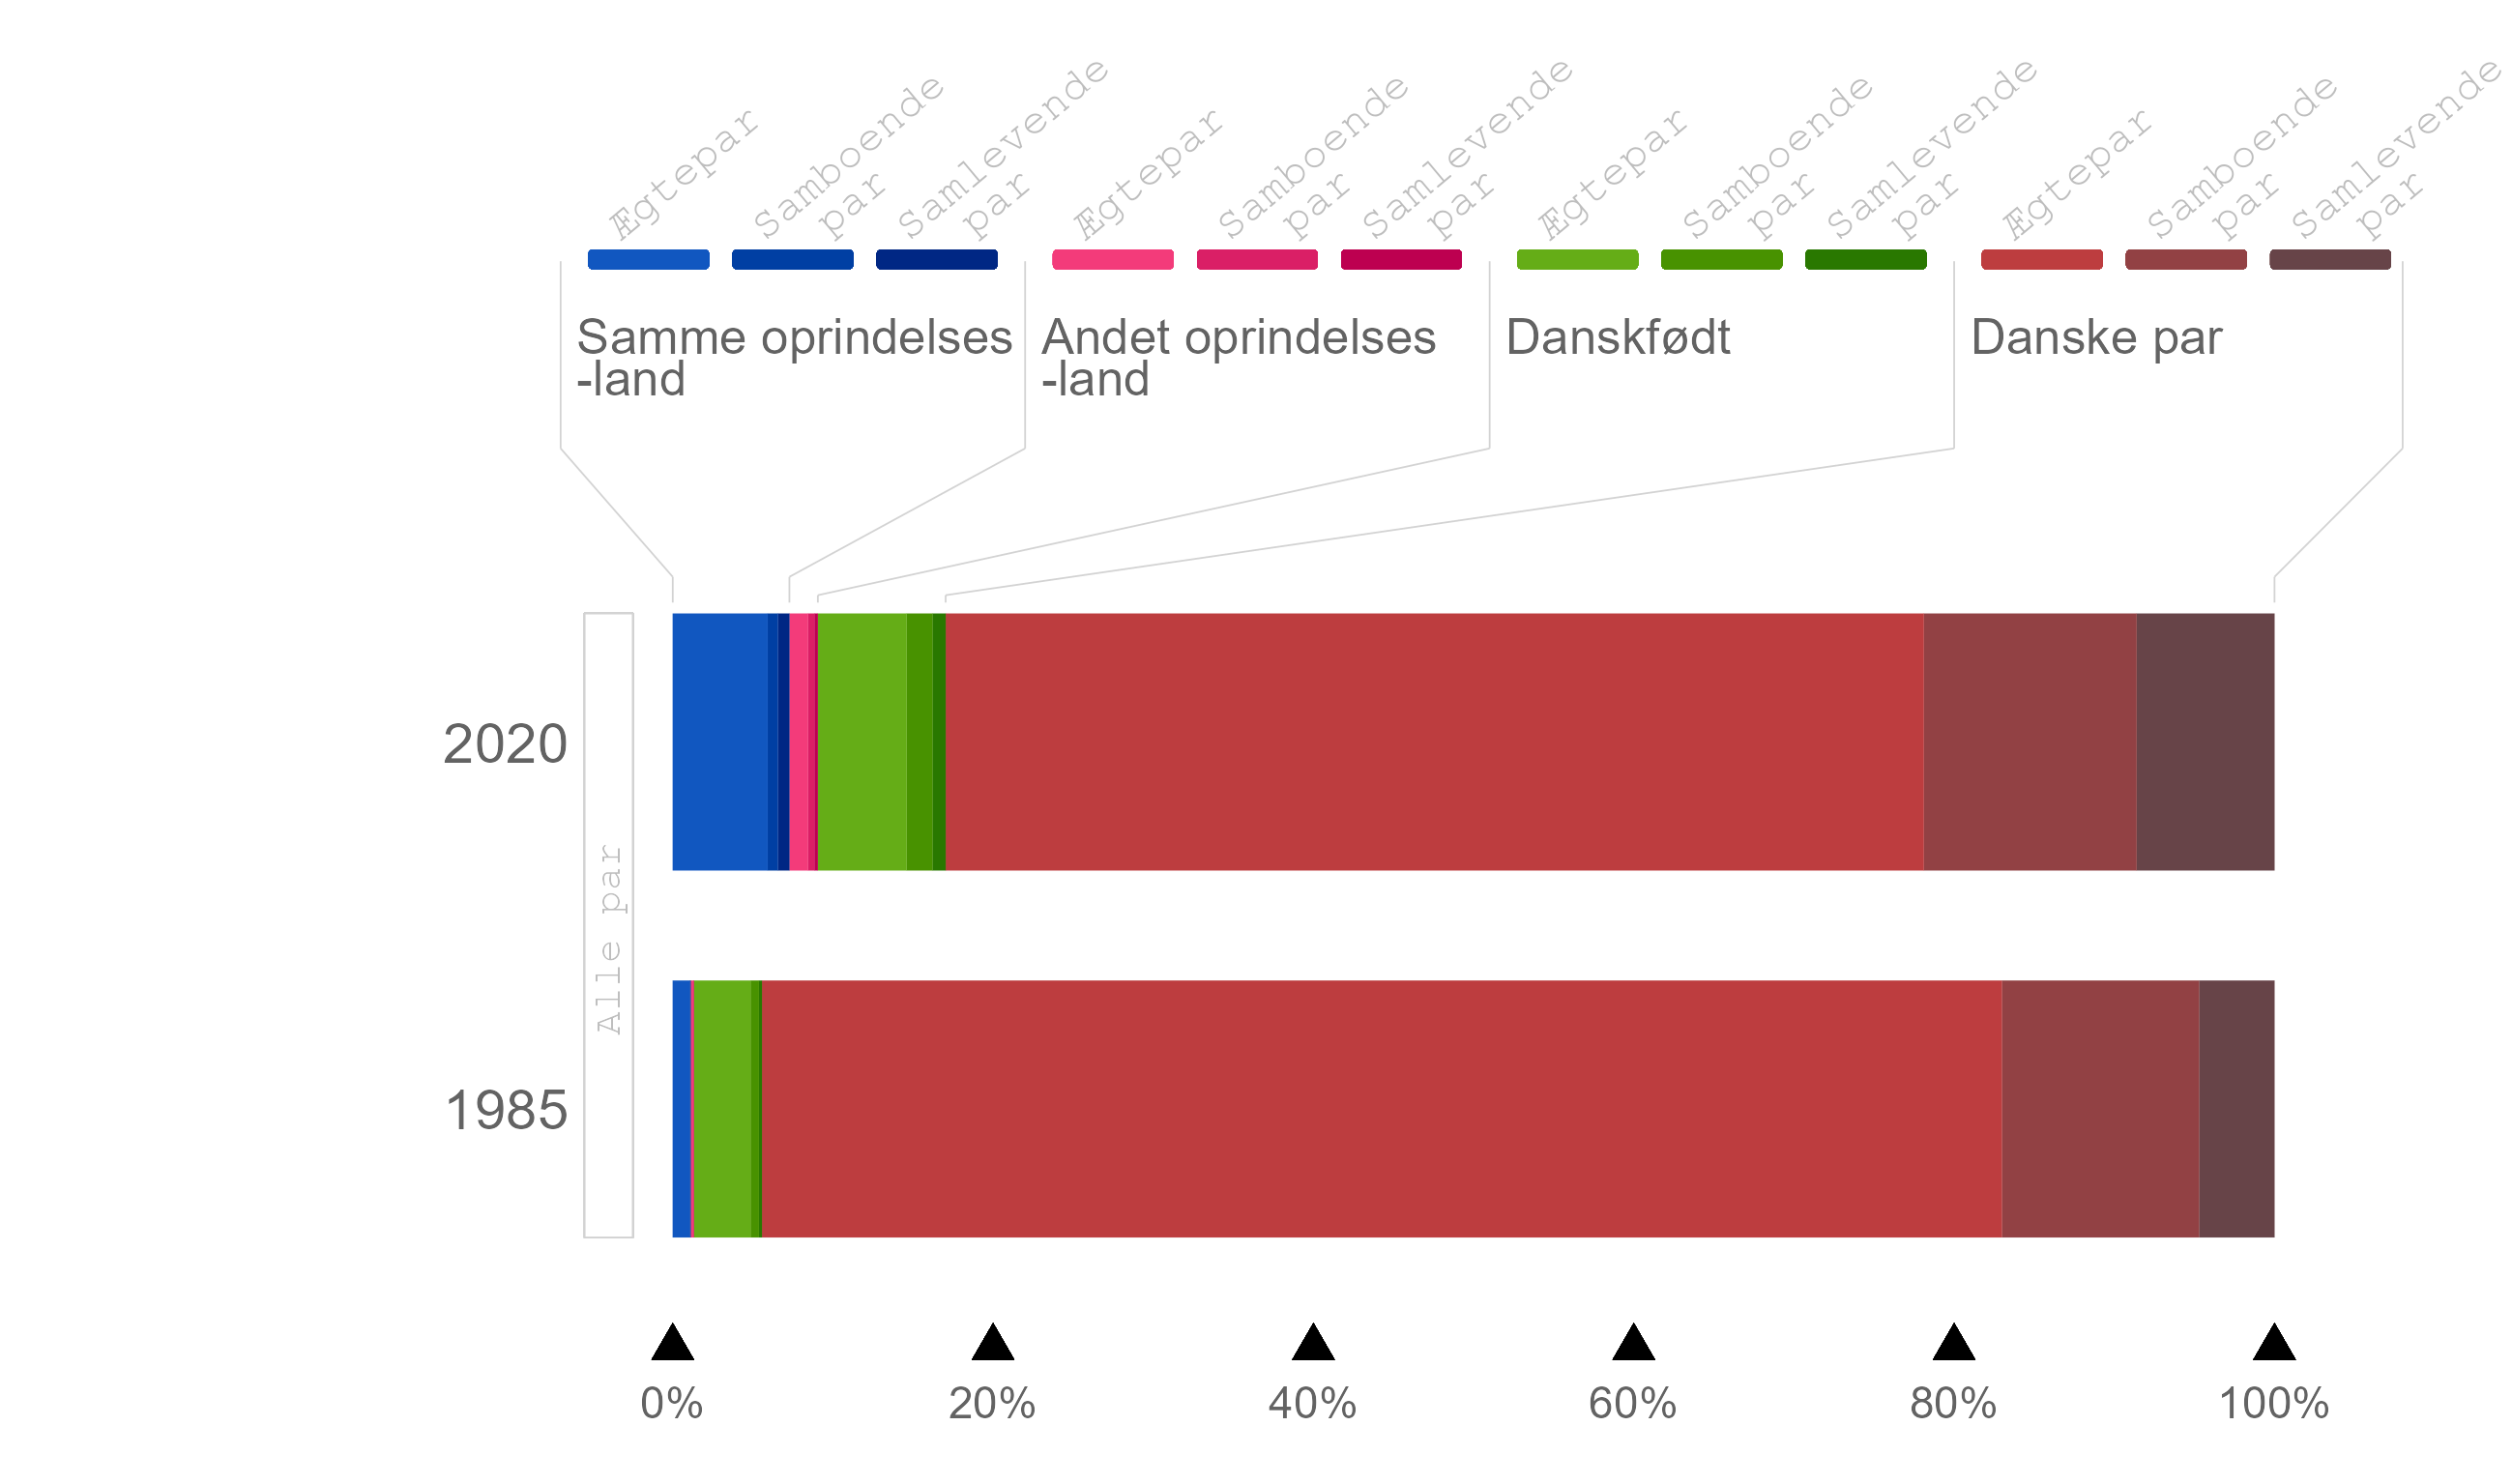 Ægtepar
Samboende
par
Samlevende
par
Ægtepar
Samboende
par
Samlevende
par
Ægtepar
Samboende
par
Samlevende
par
Ægtepar
Samboende
par
Samlevende
par
Samme oprindelses
-land
Andet oprindelses
-land
Danskfødt
Danske par
2020
Alle par
1985
0%
20%
40%
60%
80%
100%